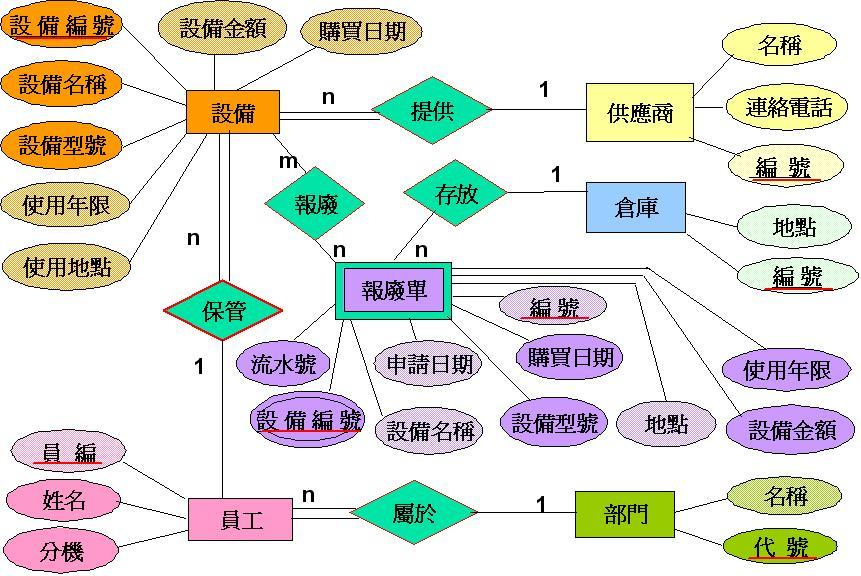 設備編號
設備金額
購買日期
名稱
設備名稱
設備
n
提供
1
供應商
連絡電話
設備型號
編號
m
報廢
存放
1
倉庫
使用年限
地點
n
n
n
使用地點
編號
保管
報廢單
編號
1
流水號
申請日期
購買日期
使用年限
設備編號
設備名稱
設備型號
地點
設備金額
員編
姓名
n
1
名稱
分機
員工
屬於
部門
代號